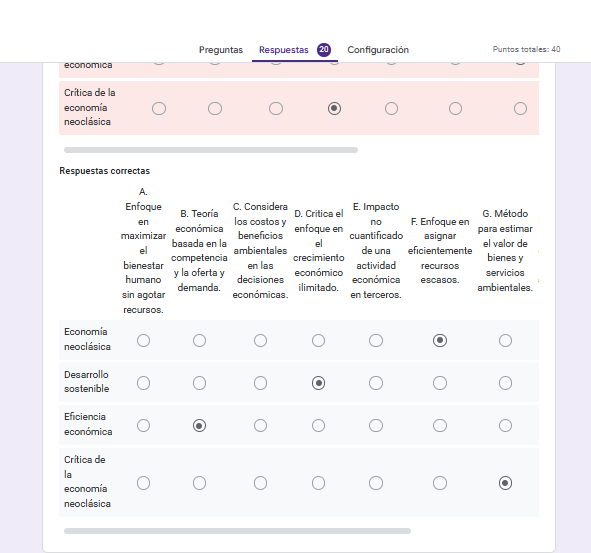 Preguntas Respuestas 20 Configuración Puntos totales: 40
económica
Crítica de la
economía
neoclásica
Respuestas correctas
A.
Enfoque
en
maximizar
el
bienestar
humano
sin agotar
recursos.
B. Teoría
económica
basada en la
competencia
y la oferta y
demanda.
C. Considera
los costos y
beneficios
ambientales
en las
decisiones
económicas.
D. Critica el
enfoque en
el
crecimiento
económico
ilimitado.
E. Impacto
no
cuantificado
de una
actividad
económica
en terceros.
F. Enfoque en
asignar
eficientemente
recursos
escasos.
G. Método
para estimar
el valor de
bienes y
servicios
ambientales.
Economía
neoclásica
Desarrollo
sostenible
Eficiencia
económica
Crítica de
la
economía
neoclásica